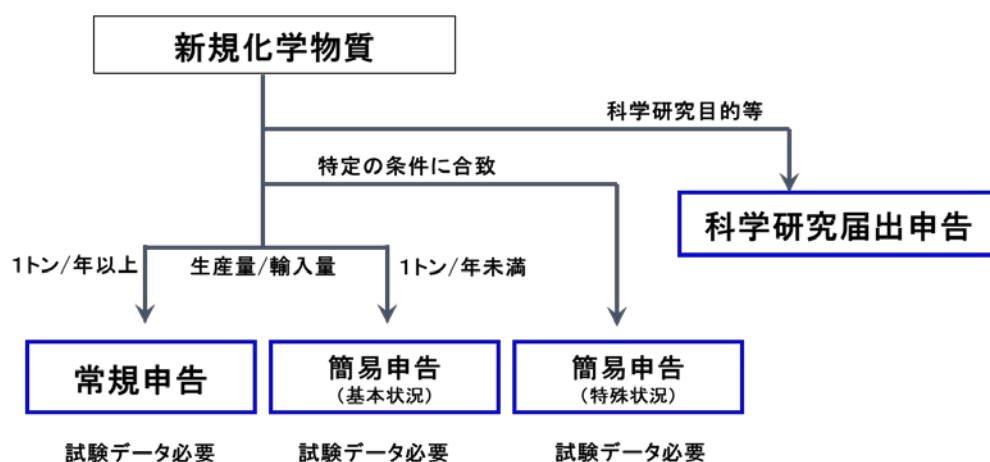 新規化学物質
科学研究目的等
特定の条件に合致
科学研究届出申告
1トン/年以上
生産量/輸入量
1トン/年未満
常規申告
簡易申告
（基本状況）
簡易申告
（特殊状況）
試験データ必要
試験データ必要
試験データ必要